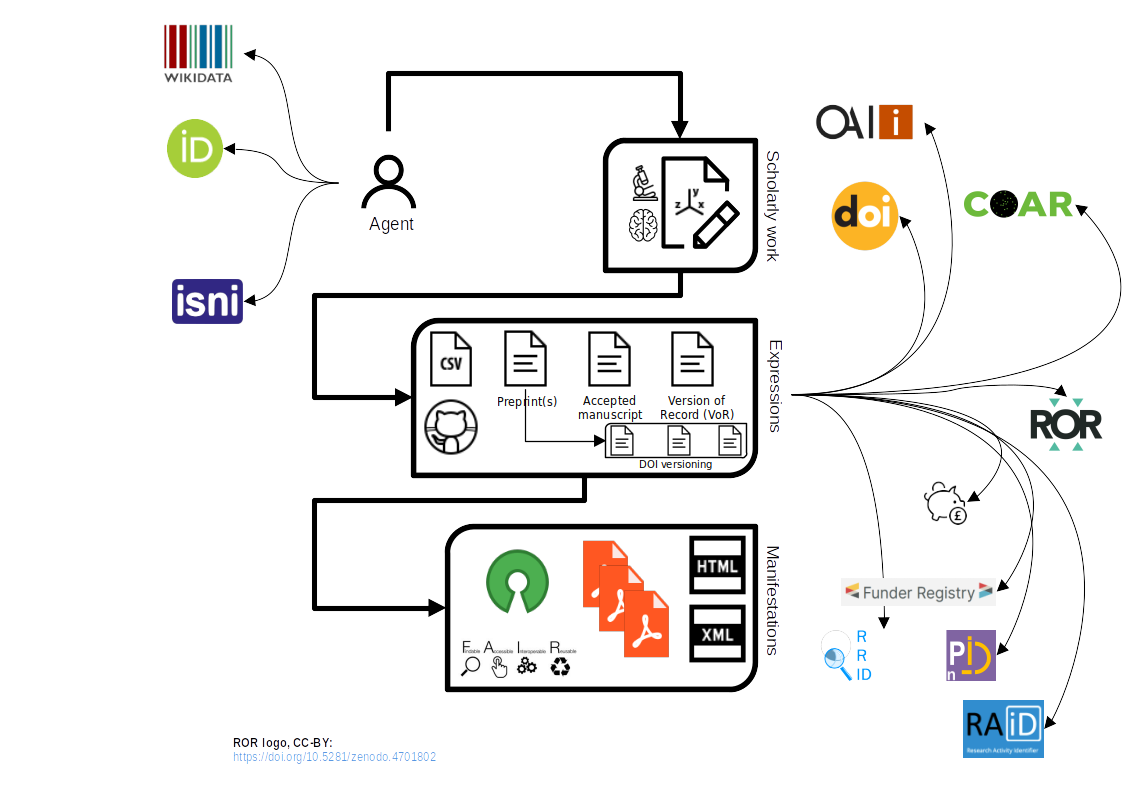 WIKIDATA
iD
isni
Agent
z y x
Scholarly work
OA I i
doi
COAR
CSV
Preprint(s)
Accepted
manuscript
Version of
Record (VoR)
DOI versioning
Expressions
ROR
£
HTML
XML
Findable Accessible Interoperable Reusable
Manifestations
Funder Registry
R
R
ID
PiD
n
RAiD
Research Activity Identifier
ROR logo, CC-BY:
https://doi.org/10.5281/zenodo.4701802